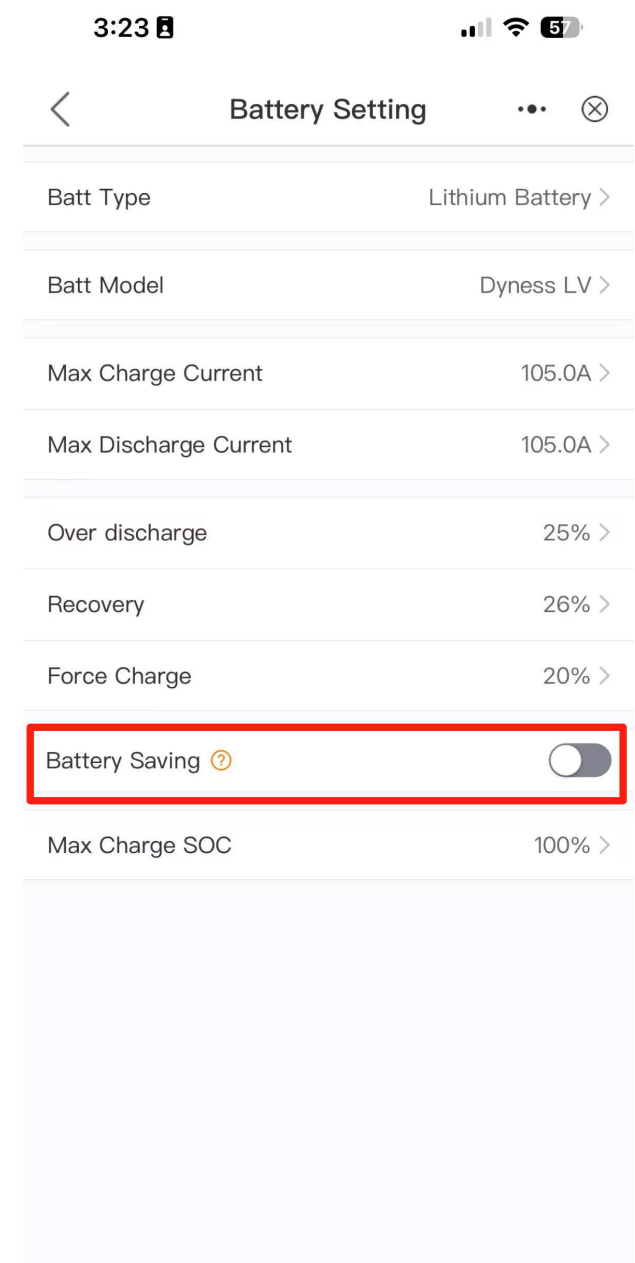 3:23
57
Battery Setting
Batt Type Lithium Battery
Batt Model Dyness LV
Max Charge Current 105.0A
Max Discharge Current 105.0A
Over discharge 25%
Recovery 26%
Force Charge 20%
Battery Saving ?
Max Charge SOC 100%